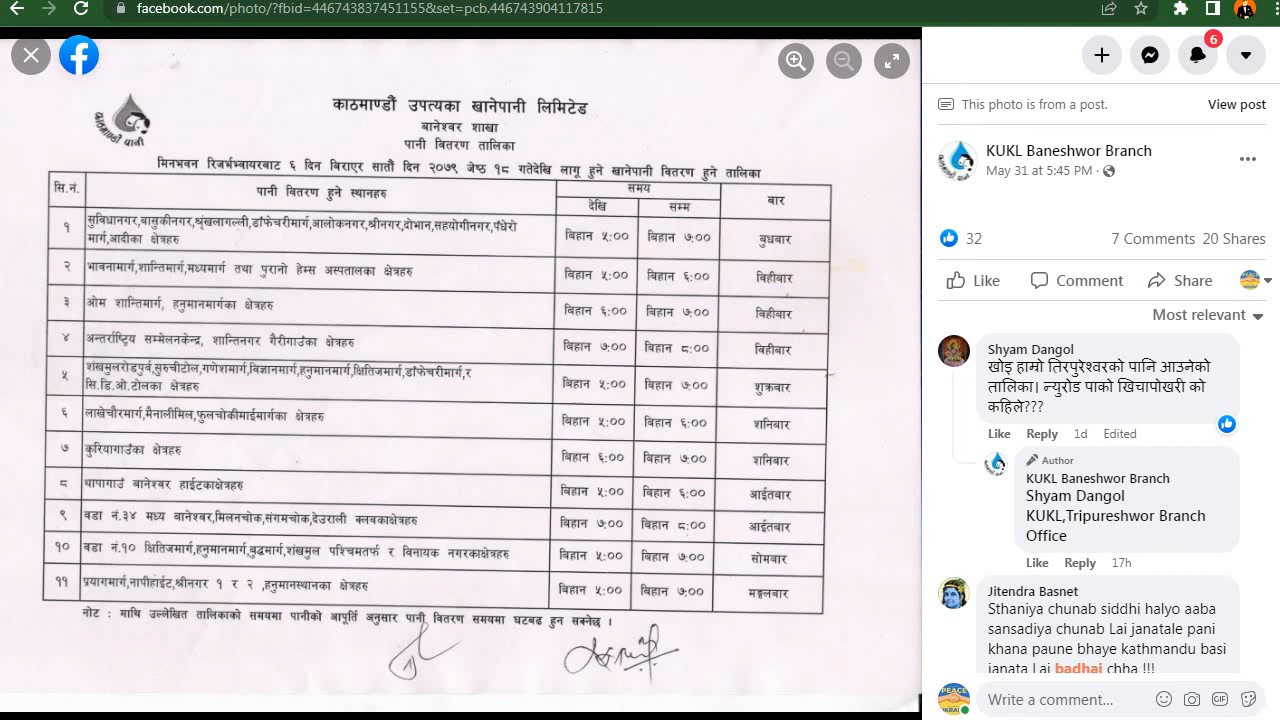 facebook.com/photo/?fbid=446743837451155&set=pcb.446743904117815
काठमाण्डौं उपत्यका खानेपानी लिमिटेड
बानेश्वर शाखा
पानी वितरण तालिका
मिनभवन रिजर्भभ्वायरबाट ६ दिन बिराएर सातौं दिन २०७९ जेष्ठ १८ गतेदेखि लागू हुने खानेपानी वितरण हुने तालिका
सि.नं. पानी वितरण हुने स्थानहरु समय बार
देखि सम्म
१ सुविधानगर,बासुकीनगर,श्रृंखलागल्ली,डाँफेचरीमार्ग,आलोकनगर,श्रीनगर,दोभान,सहयोगीनगर,पँधेरो
मार्ग,आदीका क्षेत्रहरु बिहान ५:०० बिहान ७:०० बुधबार
२ भावनामार्ग,शान्तिमार्ग,मध्यमार्ग तथा पुरानो हेम्स अस्पतालका क्षेत्रहरु बिहान ५:०० बिहान ६:०० विहीबार
३ ओम शान्तिमार्ग, हनुमानमार्गका क्षेत्रहरु बिहान ६:०० बिहान ७:०० विहीबार
४ अन्तर्राष्ट्रिय सम्मेलनकेन्द्र, शान्तिनगर गैरीगाउँका क्षेत्रहरु बिहान ७:०० बिहान ८:०० विहीबार
५ शंखमुलरोडपुर्व,सुरुचीटोल,गणेशमार्ग,बिज्ञानमार्ग,हनुमानमार्ग,क्षितिजमार्ग,डाँफेचरीमार्ग,र
सि.डि.ओ.टोलका क्षेत्रहरु बिहान ५:०० बिहान ७:०० शुक्रबार
६ लाखेचौरमार्ग,मैनालीमिल,फुलचोकीमाईमार्गका क्षेत्रहरु बिहान ५:०० बिहान ६:०० शनिबार
७ कुरियागाउँका क्षेत्रहरु बिहान ६:०० बिहान ७:०० शनिबार
८ थापागाउँ बानेश्वर हाईटकाक्षेत्रहरु बिहान ५:०० बिहान ६:०० आईतबार
९ वडा नं.३४ मध्य बानेश्वर,मिलनचोक,संगमचोक,देउराली क्लवकाक्षेत्रहरु बिहान ७:०० बिहान ८:०० आईतबार
१० वडा नं.१० क्षितिजमार्ग,हनुमानमार्ग,बुद्धमार्ग,शंखमुल पश्चिमतर्फ र विनायक नगरकाक्षेत्रहरु बिहान ५:०० बिहान ७:०० सोमबार
११ प्रयागमार्ग,नापीहाईट,श्रीनगर १ र २ ,हनुमानस्थानका क्षेत्रहरु बिहान ५:०० बिहान ७:०० मङ्गलबार
नोट : माथि उल्लेखित तालिकाको समयमा पानीको आपूर्ति अनुसार पानी वितरण समयमा घटबढ हुन सक्नेछ ।
6
This photo is from a post. View post
KUKL Baneshwor Branch
May 31 at 5:45 PM
32 7 Comments 20 Shares
Like Comment Share
Most relevant
Shyam Dangol
खोइ हाम्रो तिरपुरेश्वरको पानि आउनेको
तालिका। न्युरोड पाको खिचापोखरी को
कहिले???
Like Reply 1d Edited
Author
KUKL Baneshwor Branch
Shyam Dangol
KUKL,Tripureshwor Branch
Office
Like Reply 17h
Jitendra Basnet
Sthaniya chunab siddhi halyo aaba
sansadiya chunab Lai janatale pani
khana paune bhaye kathmandu basi
janata Lai badhai chha !!!
Write a comment…